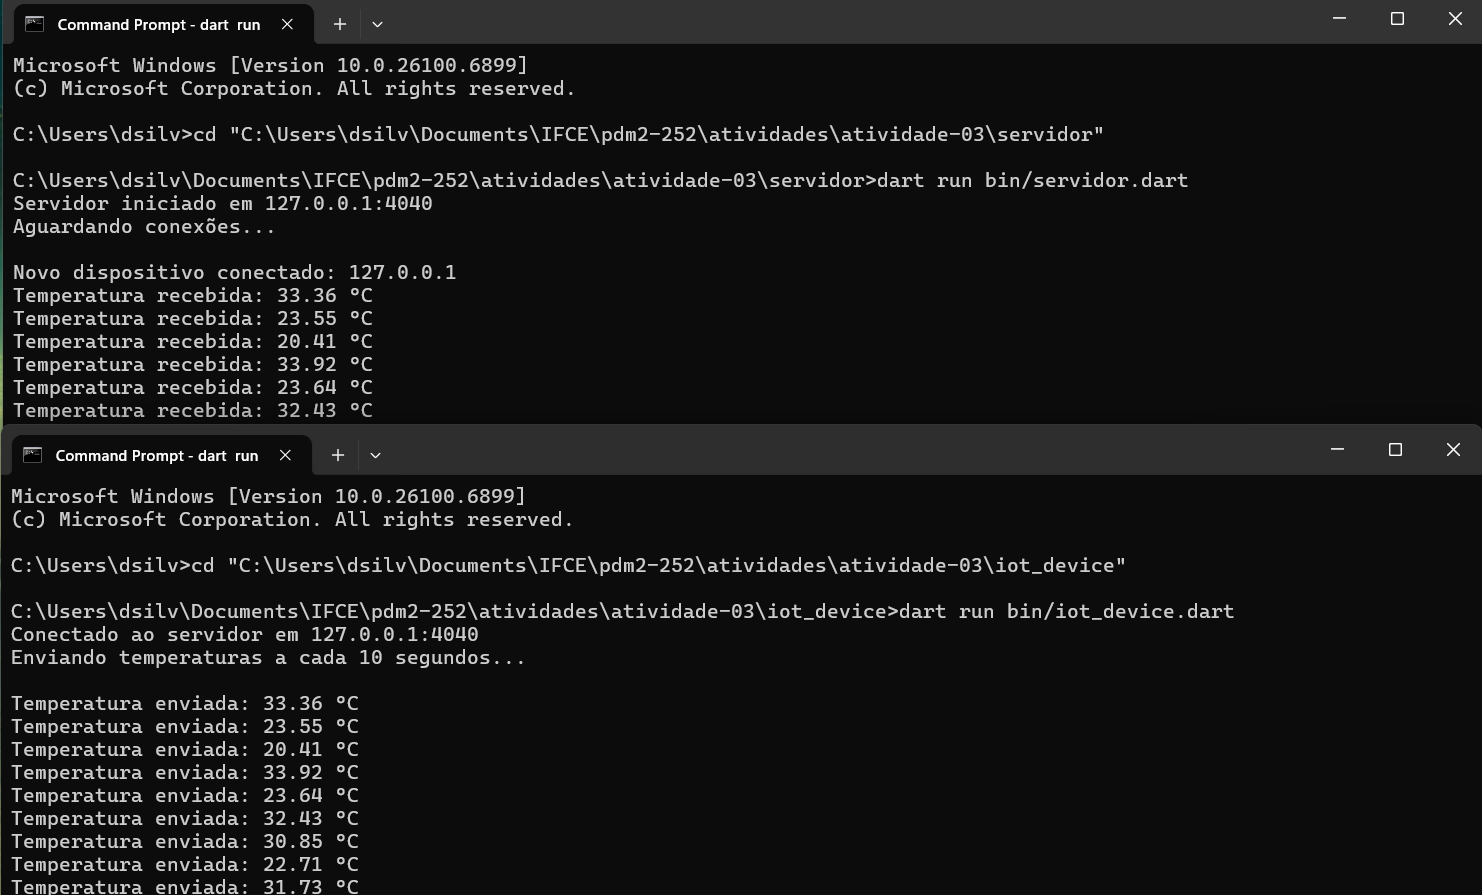 Command Prompt - dart run
Microsoft Windows [Version 10.0.26100.6899]
(c) Microsoft Corporation. All rights reserved.
C:\Users\dsilv>cd "C:\Users\dsilv\Documents\IFCE\pdm2-252\atividades\atividade-03\servidor"
C:\Users\dsilv\Documents\IFCE\pdm2-252\atividades\atividade-03\servidor>dart run bin/servidor.dart
Servidor iniciado em 127.0.0.1:4040
Aguardando conexões...
Novo dispositivo conectado: 127.0.0.1
Temperatura recebida: 33.36 °C
Temperatura recebida: 23.55 °C
Temperatura recebida: 20.41 °C
Temperatura recebida: 33.92 °C
Temperatura recebida: 23.64 °C
Temperatura recebida: 32.43 °C
Command Prompt - dart run
Microsoft Windows [Version 10.0.26100.6899]
(c) Microsoft Corporation. All rights reserved.
C:\Users\dsilv>cd "C:\Users\dsilv\Documents\IFCE\pdm2-252\atividades\atividade-03\iot_device"
C:\Users\dsilv\Documents\IFCE\pdm2-252\atividades\atividade-03\iot_device>dart run bin/iot_device.dart
Conectado ao servidor em 127.0.0.1:4040
Enviando temperaturas a cada 10 segundos...
Temperatura enviada: 33.36 °C
Temperatura enviada: 23.55 °C
Temperatura enviada: 20.41 °C
Temperatura enviada: 33.92 °C
Temperatura enviada: 23.64 °C
Temperatura enviada: 32.43 °C
Temperatura enviada: 30.85 °C
Temperatura enviada: 22.71 °C
Temperatura enviada: 31.73 °C